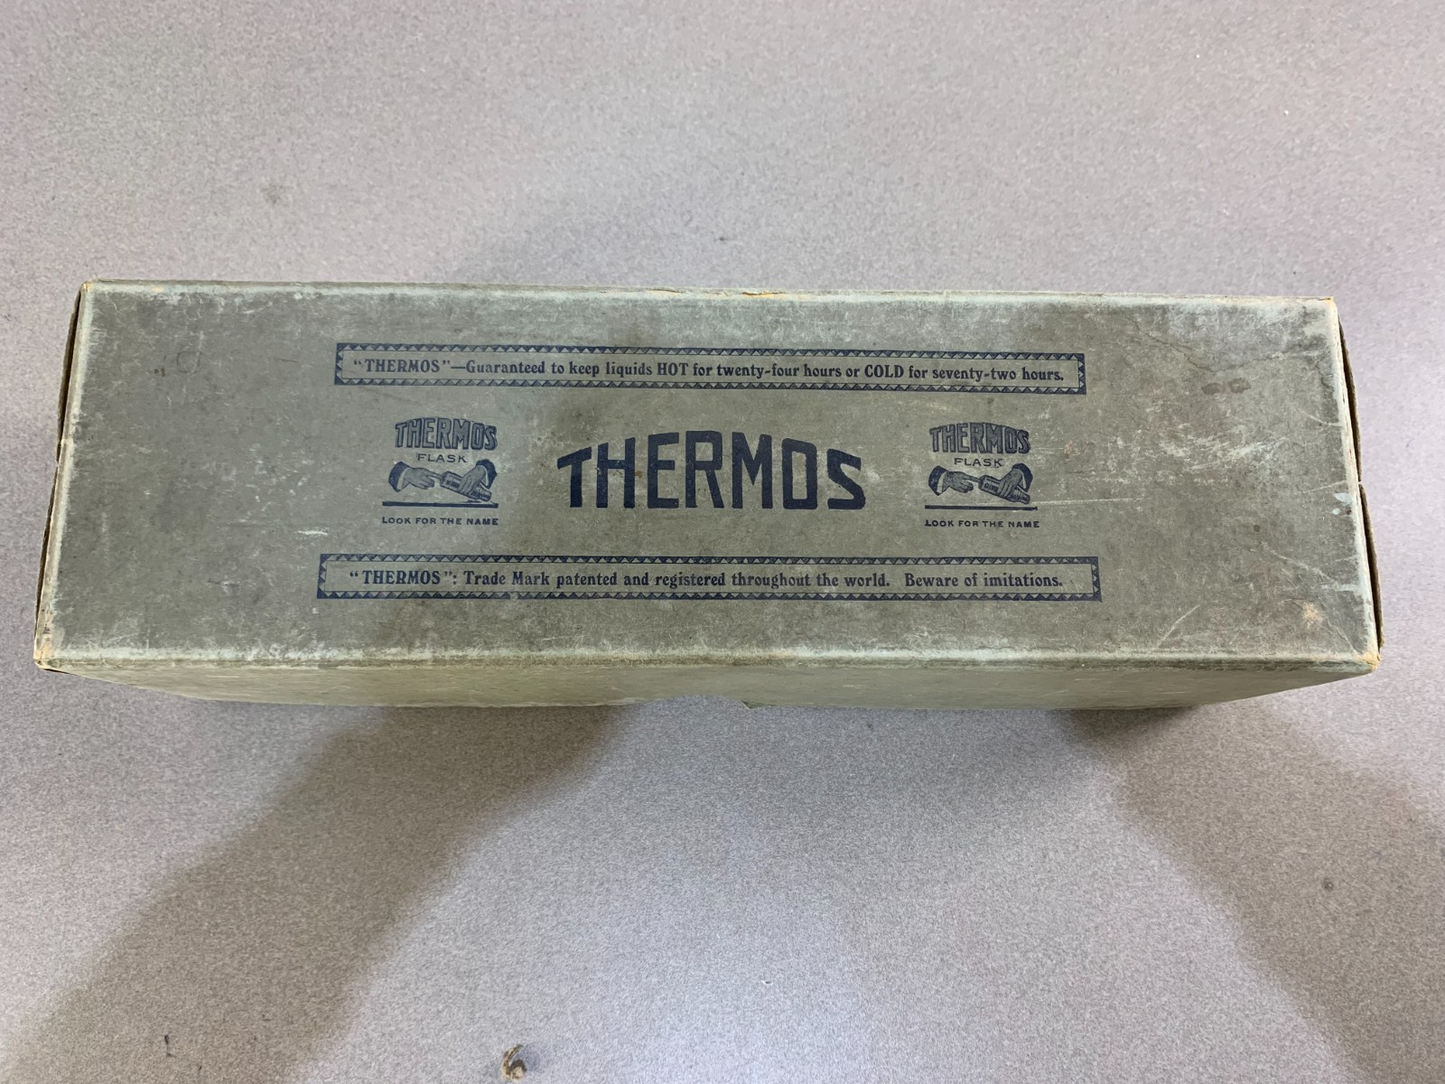 "THERMOS"—Guaranteed to keep liquids HOT for twenty-four hours or COLD for seventy-two hours.
THERMOS
FLASK
LOOK FOR THE NAME
THERMOS
THERMOS
FLASK
LOOK FOR THE NAME
"THERMOS": Trade Mark patented and registered throughout the world. Beware of imitations.